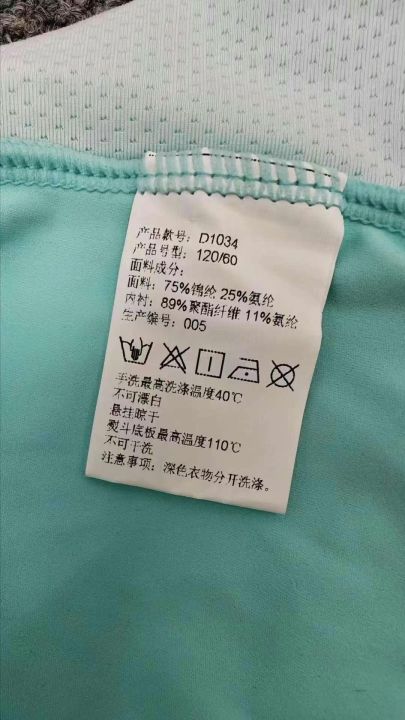 产品款号: D1034
产品号型: 120/60
面料成分:
面料: 75%锦纶 25%氨纶
内衬: 89%聚酯纤维 11%氨纶
生产编号: 005
手洗最高洗涤温度40℃
不可漂白
悬挂晾干
熨斗底板最高温度110℃
不可干洗
注意事项: 深色衣物分开洗涤。